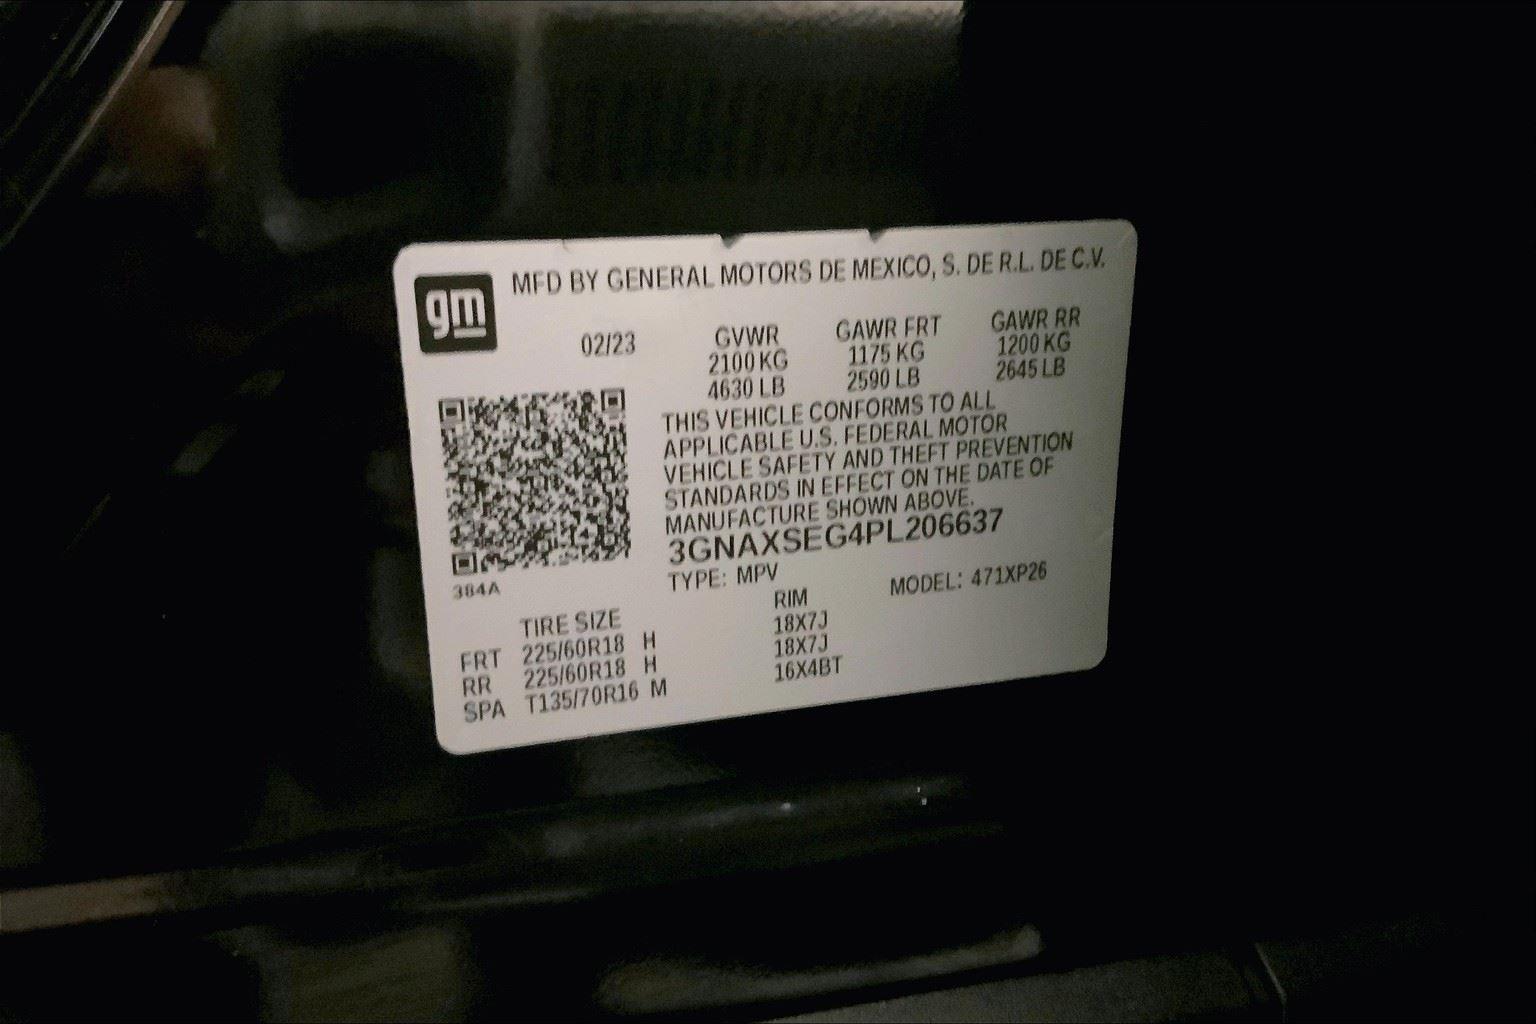 gm
MFD BY GENERAL MOTORS DE MEXICO, S. DE R.L. DE C.V.
02/23 GVWR GAWR FRT GAWR RR
2100 KG 1175 KG 1200 KG
4630 LB 2590 LB 2645 LB
THIS VEHICLE CONFORMS TO ALL
APPLICABLE U.S. FEDERAL MOTOR
VEHICLE SAFETY AND THEFT PREVENTION
STANDARDS IN EFFECT ON THE DATE OF
MANUFACTURE SHOWN ABOVE.
3GNAXSEG4PL206637
TYPE: MPV MODEL: 471XP26
384A
TIRE SIZE RIM
FRT 225/60R18 H 18X7J
RR 225/60R18 H 18X7J
SPA T135/70R16 M 16X4BT